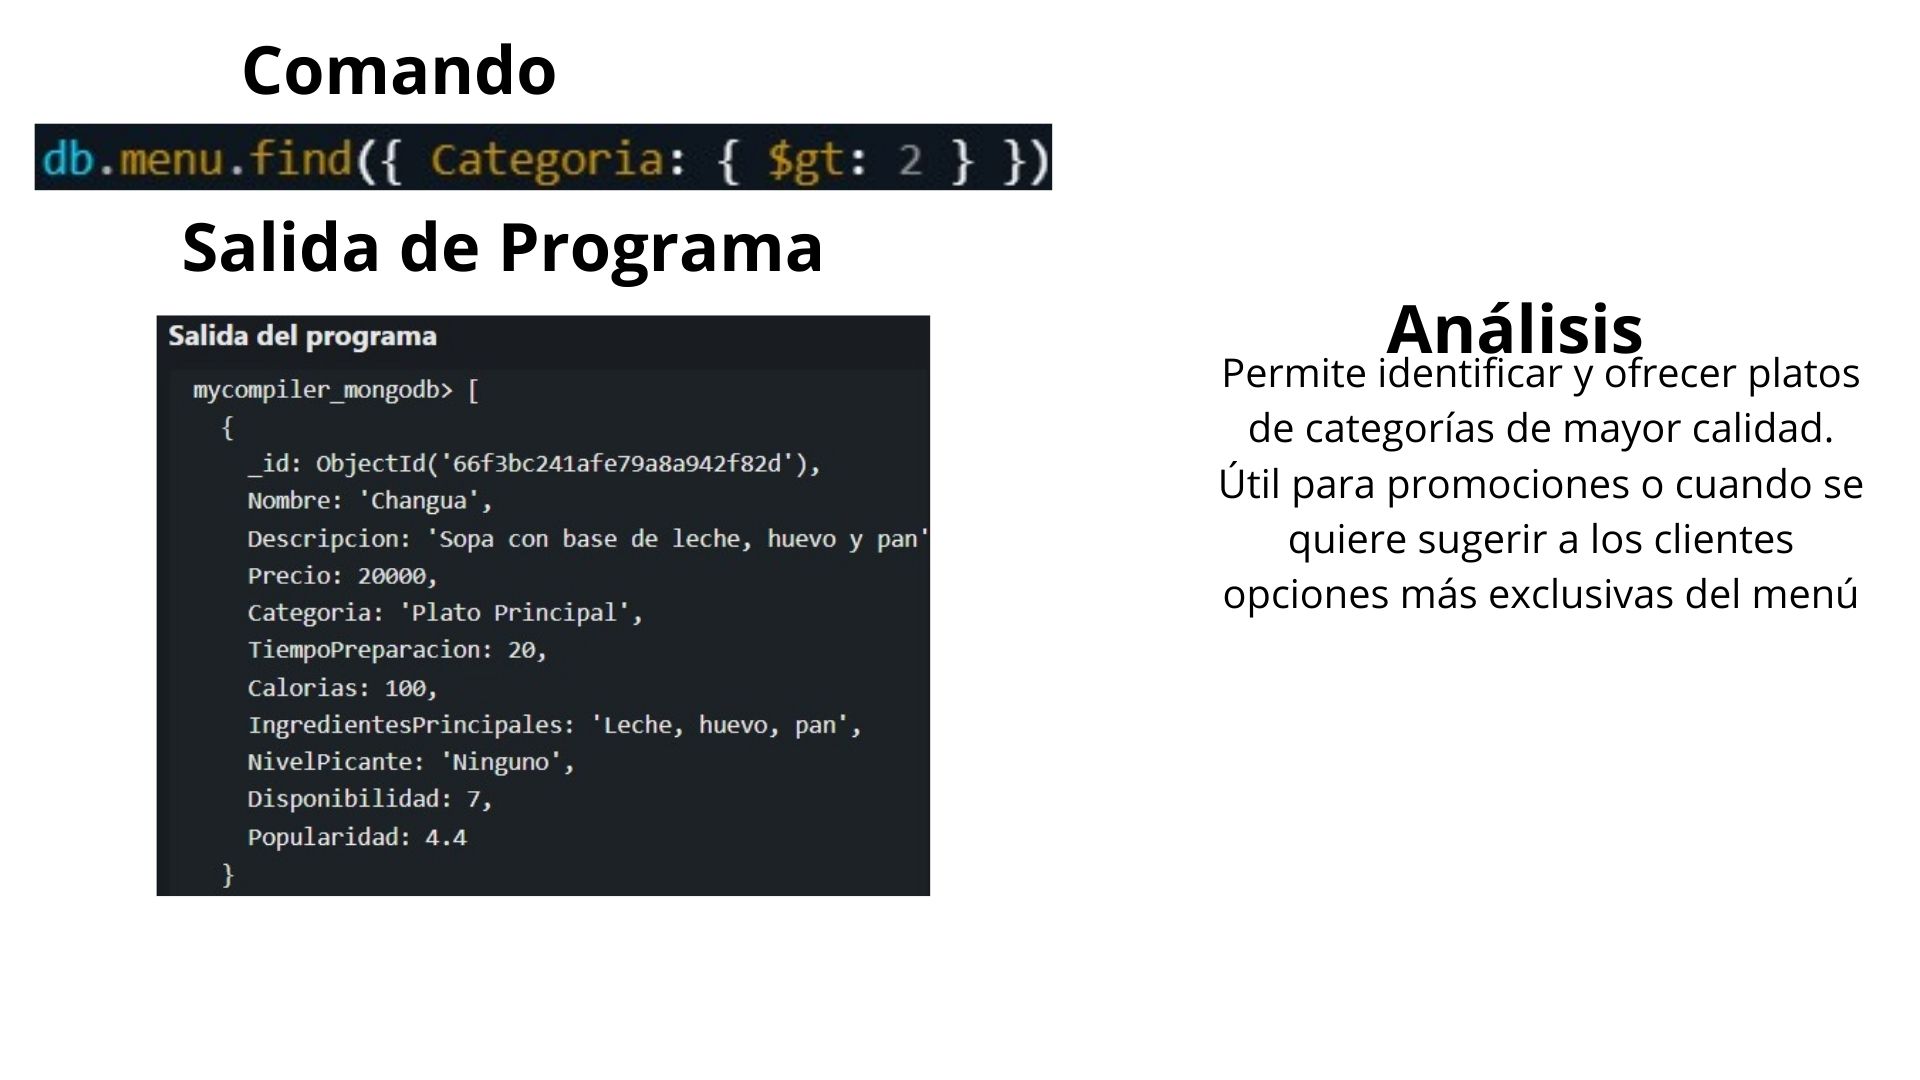 Comando
db.menu.find({ Categoria: { $gt: 2 } })
Salida de Programa
Salida del programa
mycompiler_mongodb> [
{
_id: ObjectId('66f3bc241afe79a8a942f82d'),
Nombre: 'Changua',
Descripcion: 'Sopa con base de leche, huevo y pan'
Precio: 20000,
Categoria: 'Plato Principal',
TiempoPreparacion: 20,
Calorias: 100,
IngredientesPrincipales: 'Leche, huevo, pan',
NivelPicante: 'Ninguno',
Disponibilidad: 7,
Popularidad: 4.4
}
Análisis
Permite identificar y ofrecer platos
de categorías de mayor calidad.
Útil para promociones o cuando se
quiere sugerir a los clientes
opciones más exclusivas del menú